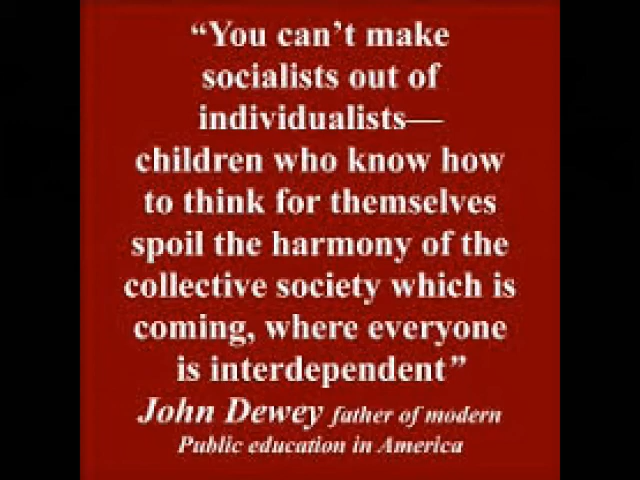 “You can’t make
socialists out of
individualists—
children who know how
to think for themselves
spoil the harmony of the
collective society which is
coming, where everyone
is interdependent”
John Dewey father of modern
Public education in America